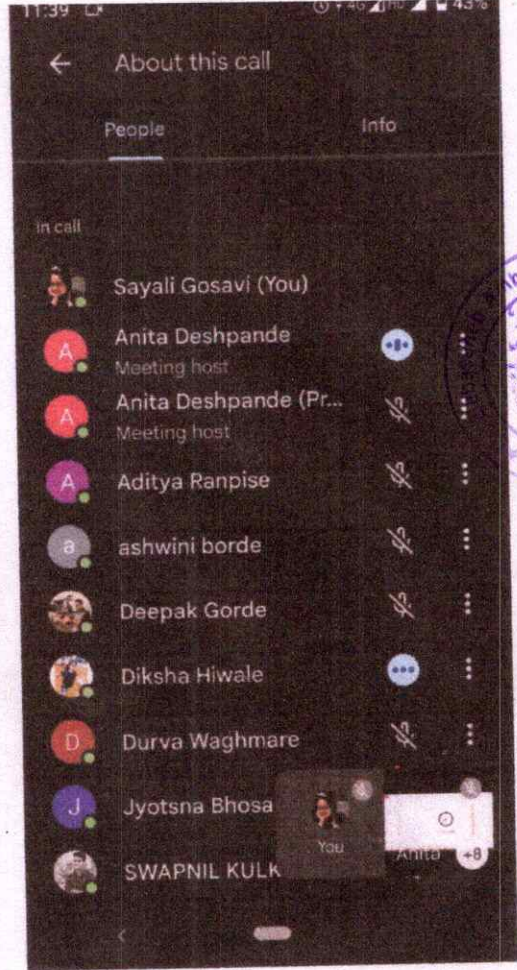 11:39
4G
43%
About this call
People
Info
In call
Sayali Gosavi (You)
A
Anita Deshpande
Meeting host
A
Anita Deshpande (Pr...
Meeting host
A
Aditya Ranpise
a
ashwini borde
Deepak Gorde
Diksha Hiwale
D
Durva Waghmare
J
Jyotsna Bhosa
You
Anita
+8
SWAPNIL KULK